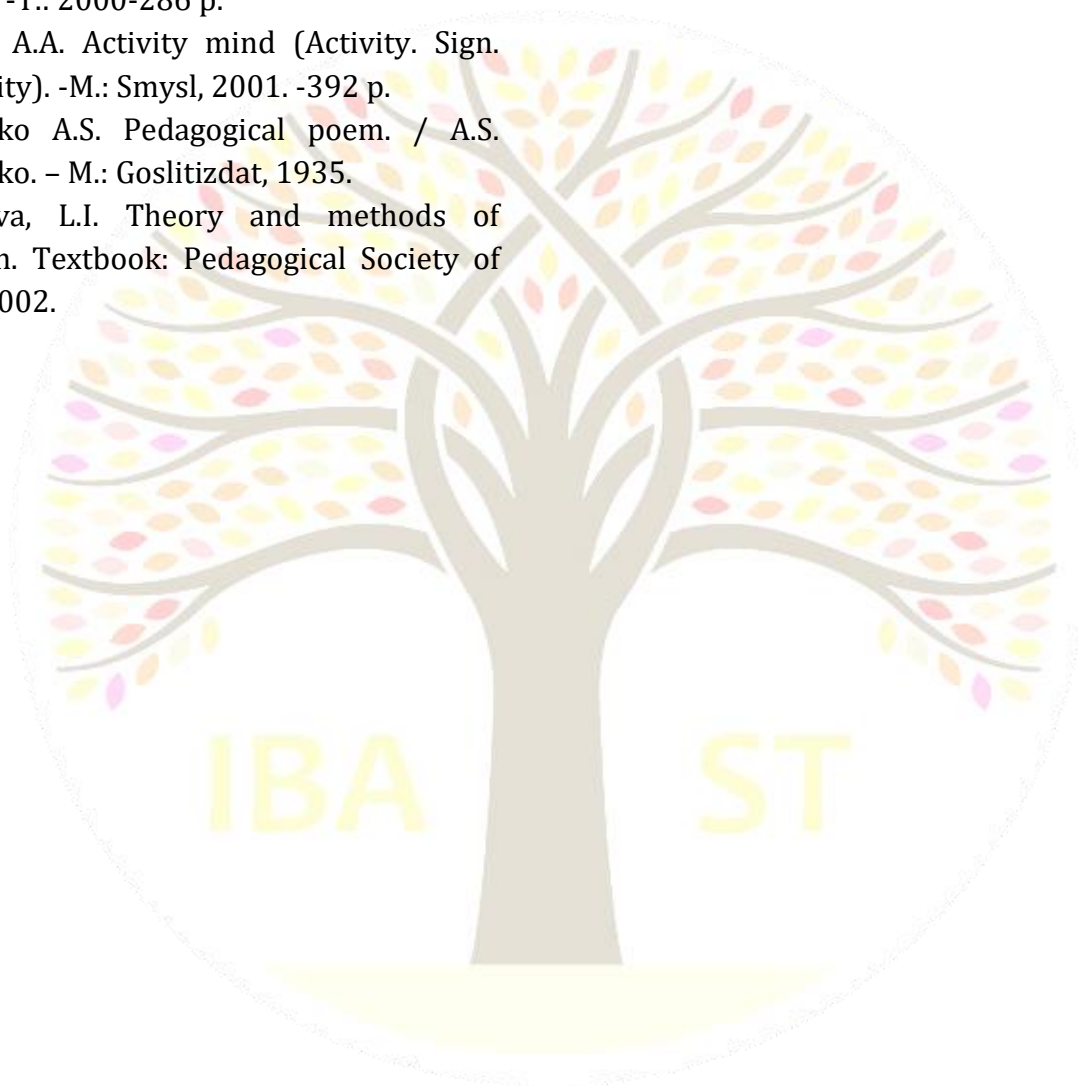 -T.: 2000-286 p.
A.A. Activity mind (Activity. Sign.
ity). -M.: Smysl, 2001. -392 p.
ko A.S. Pedagogical poem. / A.S.
ko. – M.: Goslitizdat, 1935.
va, L.I. Theory and methods of
n. Textbook: Pedagogical Society of
002.
IBA ST